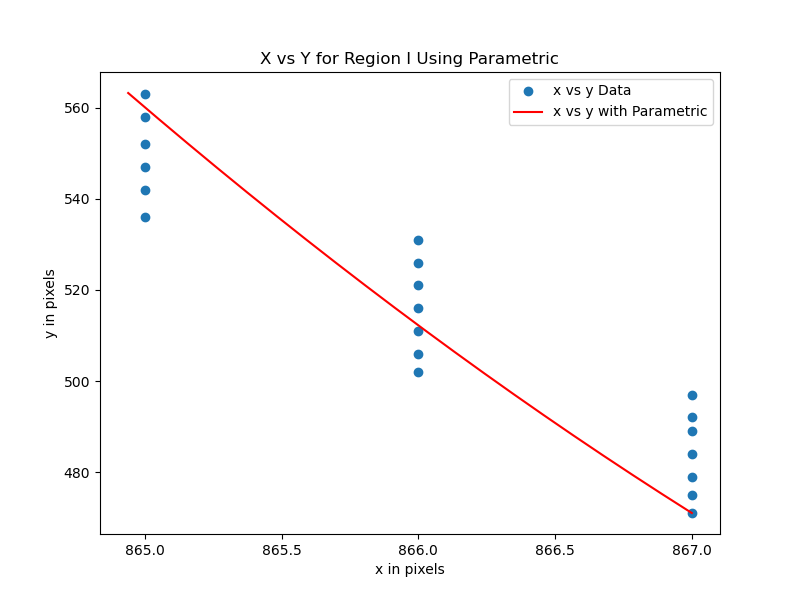 X vs Y for Region I Using Parametric
x vs y Data
x vs y with Parametric
560
540
520
500
480
y in pixels
865.0
865.5
866.0
866.5
867.0
x in pixels